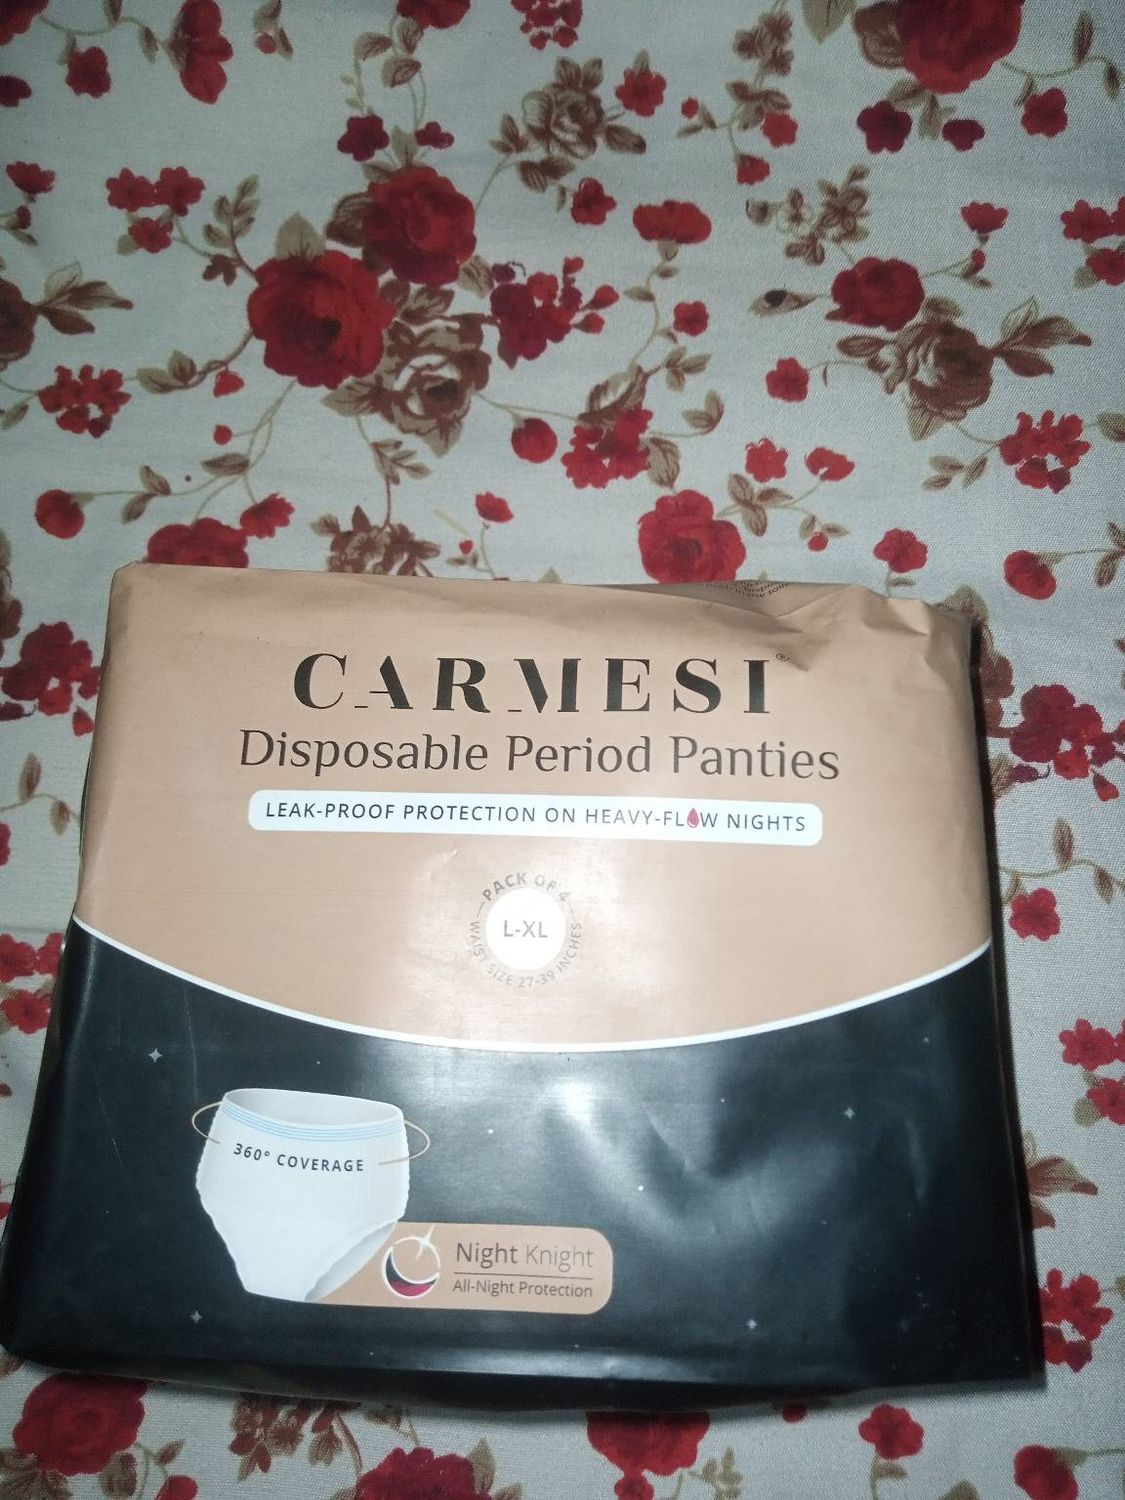 CARMESI®
Disposable Period Panties
LEAK-PROOF PROTECTION ON HEAVY-FLOW NIGHTS
PACK OF 4
L-XL
WAIST SIZE 27-39 INCHES
360° COVERAGE
Night Knight
All-Night Protection